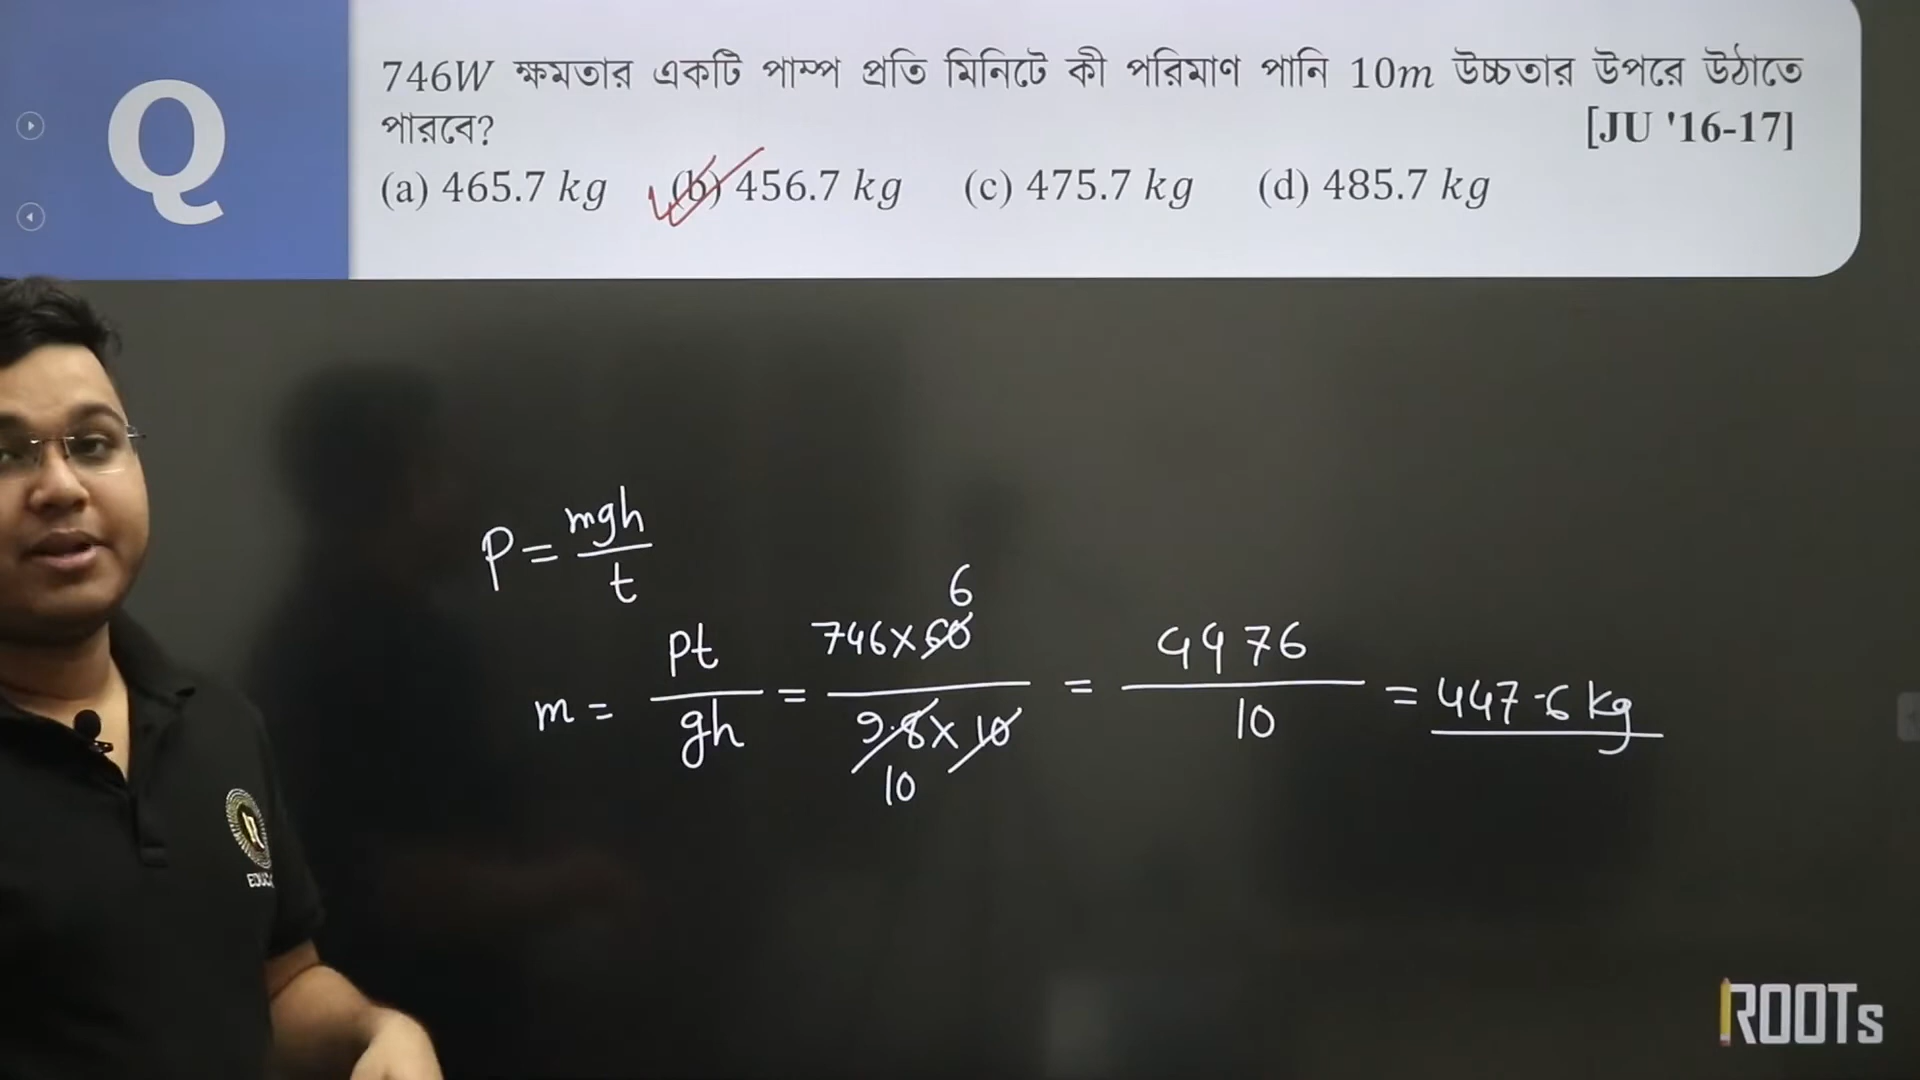 Q
746W ক্ষমতার একটি পাম্প প্রতি মিনিটে কী পরিমাণ পানি 10m উচ্চতার উপরে উঠাতে
পারবে? [JU '16-17]
(a) 465.7 kg (b) 456.7 kg (c) 475.7 kg (d) 485.7 kg
P = mgh / t
m = pt / gh = 746 × 60 / 9.8 × 10 = 4476 / 10 = 447.6 kg
6
10
ROOTs